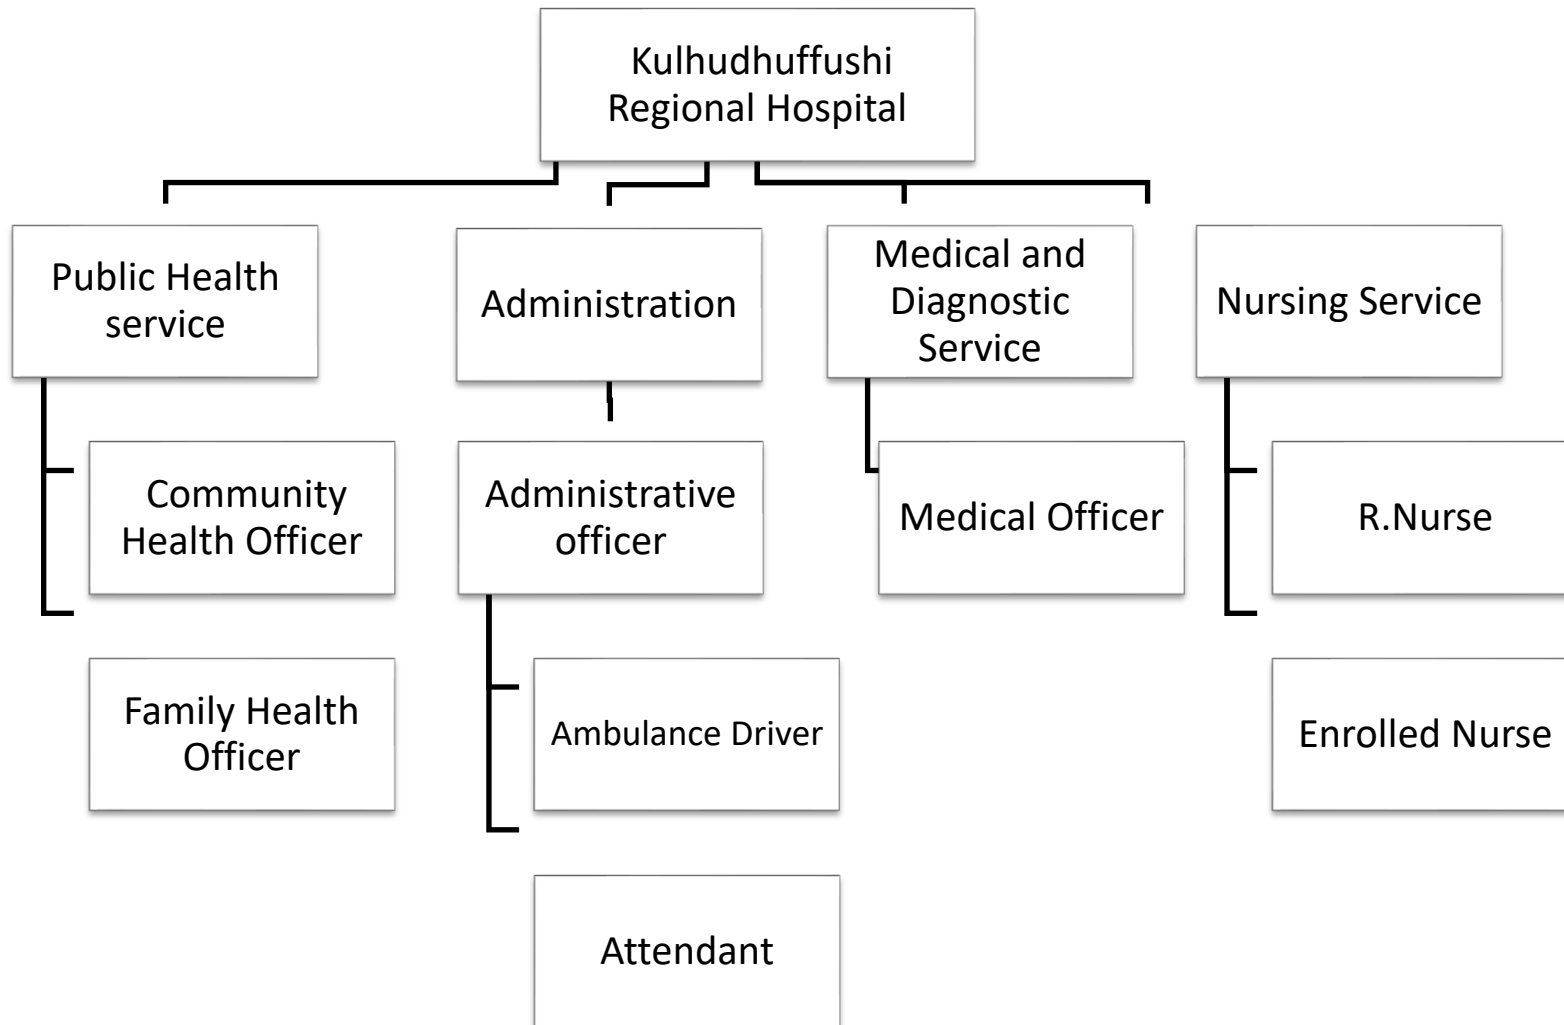 Kulhudhuffushi
Regional Hospital
Public Health
service
Administration
Medical and
Diagnostic
Service
Nursing Service
Community
Health Officer
Administrative
officer
Medical Officer
R.Nurse
Family Health
Officer
Ambulance Driver
Enrolled Nurse
Attendant